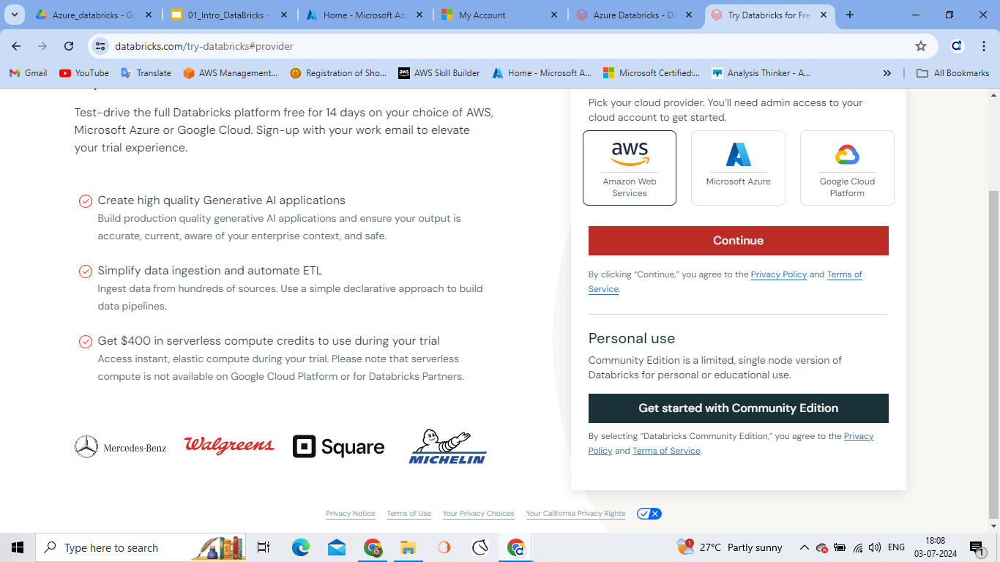 Azure_databricks - Go
01_Intro_DataBricks -
Home - Microsoft Azu
My Account
Azure Databricks - Da
Try Databricks for Fre
databricks.com/try-databricks#provider
Gmail
YouTube
Translate
AWS Management...
Registration of Sho...
aws
AWS Skill Builder
Home - Microsoft A...
Microsoft Certified:...
Analysis Thinker - A...
»
All Bookmarks
Test-drive the full Databricks platform free for 14 days on your choice of AWS,
Microsoft Azure or Google Cloud. Sign-up with your work email to elevate
your trial experience.
Create high quality Generative AI applications
Build production quality generative AI applications and ensure your output is
accurate, current, aware of your enterprise context, and safe.
Simplify data ingestion and automate ETL
Ingest data from hundreds of sources. Use a simple declarative approach to build
data pipelines.
Get $400 in serverless compute credits to use during your trial
Access instant, elastic compute during your trial. Please note that serverless
compute is not available on Google Cloud Platform or for Databricks Partners.
Mercedes-Benz
Walgreens
Square
MICHELIN
Pick your cloud provider. You’ll need admin access to your
cloud account to get started.
aws
Amazon Web
Services
Microsoft Azure
Google Cloud
Platform
Continue
By clicking “Continue,” you agree to the Privacy Policy and Terms of
Service.
Personal use
Community Edition is a limited, single node version of
Databricks for personal or educational use.
Get started with Community Edition
By selecting “Databricks Community Edition,” you agree to the Privacy
Policy and Terms of Service.
Privacy Notice
Terms of Use
Your Privacy Choices
Your California Privacy Rights
Type here to search
1
27°C Partly sunny
ENG
18:08
03-07-2024
1